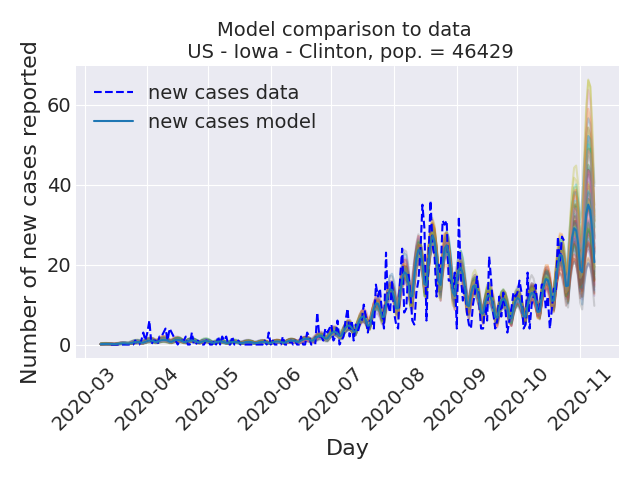 Model comparison to data
US - Iowa - Clinton, pop. = 46429
Number of new cases reported
60
40
20
0
new cases data
new cases model
2020-03
2020-04
2020-05
2020-06
2020-07
2020-08
2020-09
2020-10
2020-11
Day